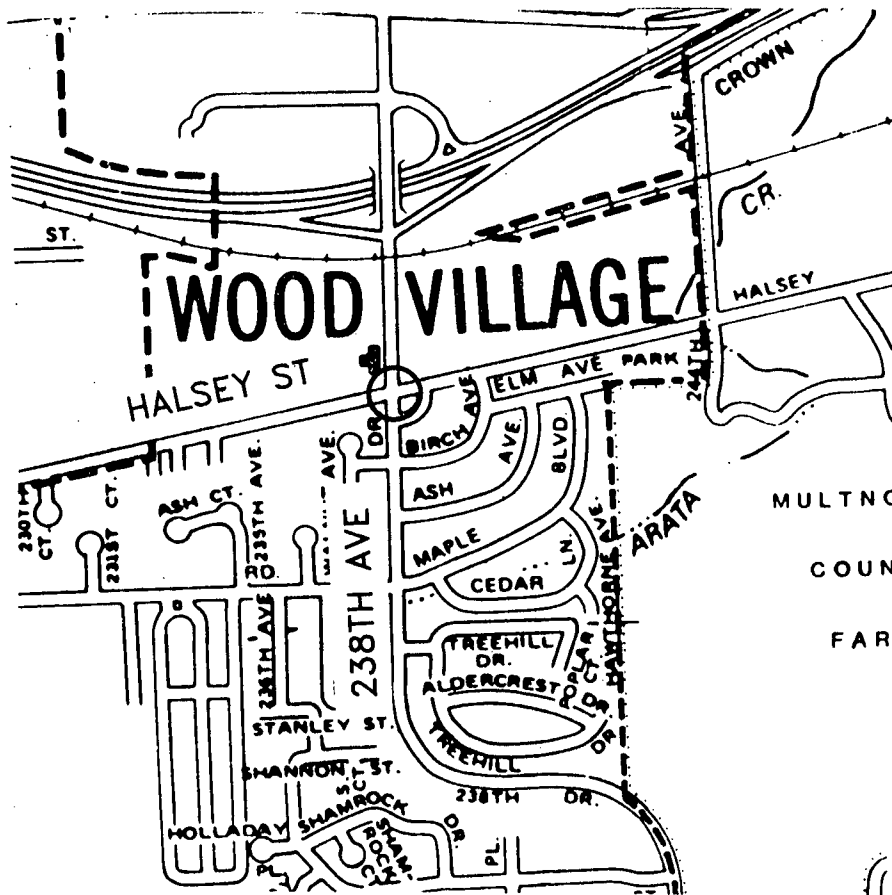 CROWN
AVE
CR.
ST.
WOOD VILLAGE
HALSEY
HALSEY ST
ELM AVE
PARK
244TH
BIRCH AVE
DR
AVE.
AVE.
BLVD.
ASH
230TH
CT.
231ST CT.
ASH CT.
235TH AVE.
238TH AVE
MAPLE
LN.
HAWTHORNE AVE.
ARATA
MULTNO
COUN
FAR
RD.
CEDAR
236TH AVE
TREEHILL
DR.
POPLAR
CT.
ALDERCREST DR.
STANLEY ST.
TREEHILL
DR
SHANNON ST.
S.
CT
238TH DR.
HOLLADAY
SHAMROCK
DR.
SHAM-
ROCK
CT
PL.
PL.
ST